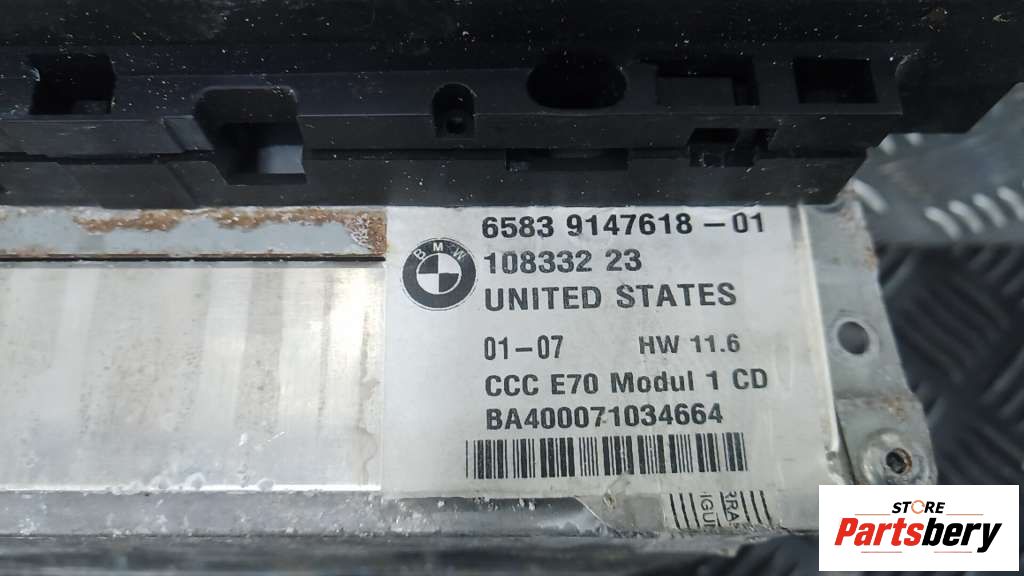 6583 9147618-01
BMW
108332 23
UNITED STATES
01-07 HW 11.6
CCC E70 Modul 1 CD
BA400071034664
STORE
Partsbery